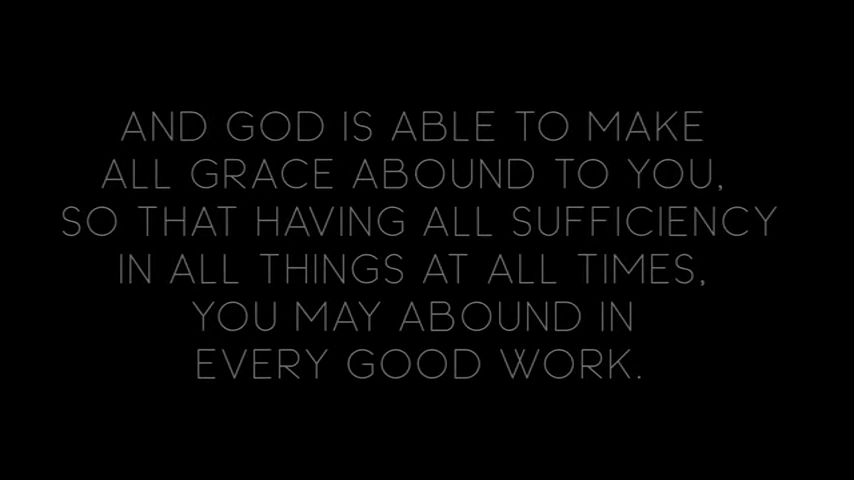 AND GOD IS ABLE TO MAKE
ALL GRACE ABOUND TO YOU,
SO THAT HAVING ALL SUFFICIENCY
IN ALL THINGS AT ALL TIMES,
YOU MAY ABOUND IN
EVERY GOOD WORK.